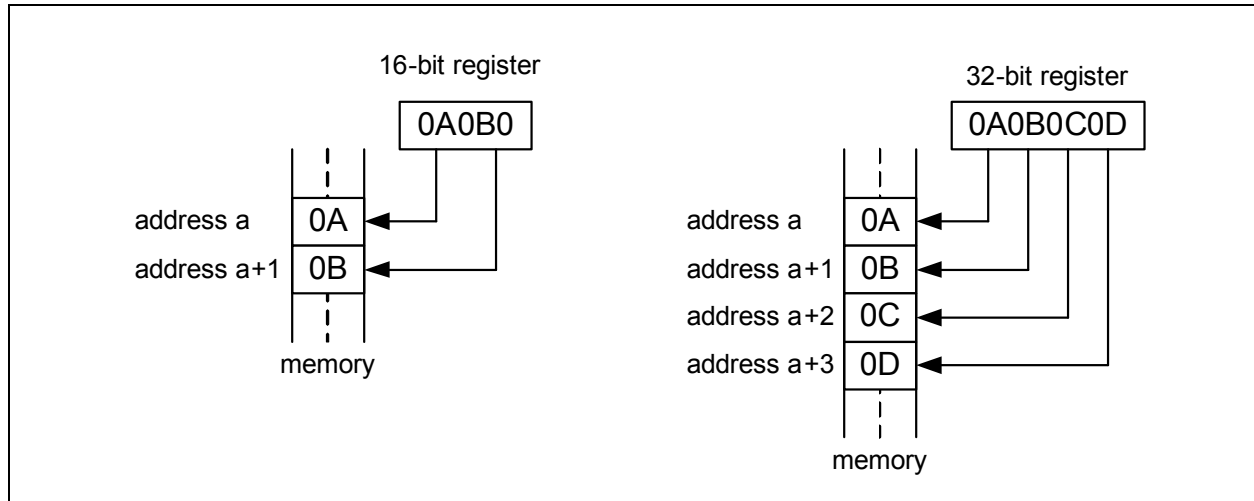 16-bit register
0A0B0
address a
0A
address a+1
0B
memory
32-bit register
0A0B0C0D
address a
0A
address a+1
0B
address a+2
0C
address a+3
0D
memory